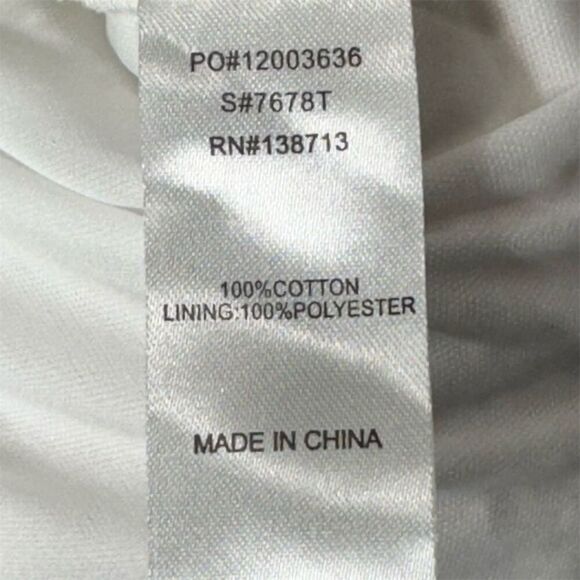 PO#12003636
S#7678T
RN#138713
100%COTTON
LINING:100%POLYESTER
MADE IN CHINA